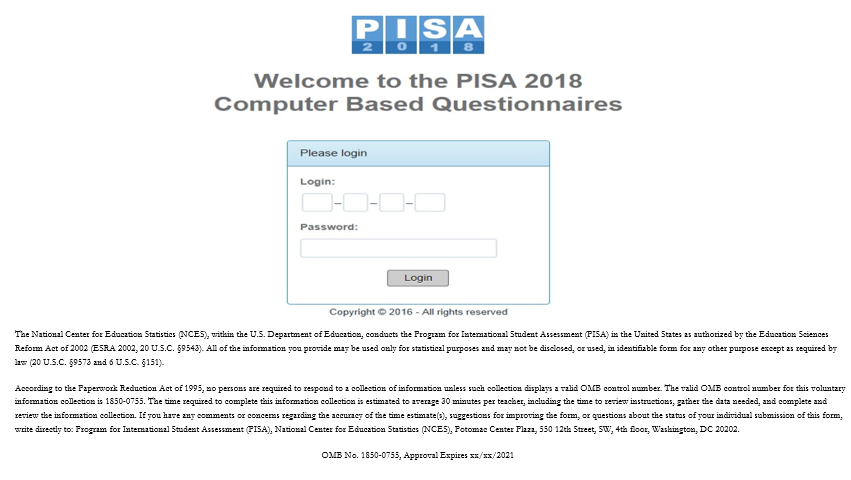 PISA
2018
Welcome to the PISA 2018
Computer Based Questionnaires
Please login
Login:
– – –
Password:
Login
Copyright © 2016 - All rights reserved
The National Center for Education Statistics (NCES), within the U.S. Department of Education, conducts the Program for International Student Assessment (PISA) in the United States as authorized by the Education Sciences
Reform Act of 2002 (ESRA 2002, 20 U.S.C. §9543). All of the information you provide may be used only for statistical purposes and may not be disclosed, or used, in identifiable form for any other purpose except as required by
law (20 U.S.C. §9573 and 6 U.S.C. §151).
According to the Paperwork Reduction Act of 1995, no persons are required to respond to a collection of information unless such collection displays a valid OMB control number. The valid OMB control number for this voluntary
information collection is 1850-0755. The time required to complete this information collection is estimated to average 30 minutes per teacher, including the time to review instructions, gather the data needed, and complete and
review the information collection. If you have any comments or concerns regarding the accuracy of the time estimate(s), suggestions for improving the form, or questions about the status of your individual submission of this form,
write directly to: Program for International Student Assessment (PISA), National Center for Education Statistics (NCES), Potomac Center Plaza, 550 12th Street, SW, 4th floor, Washington, DC 20202.
OMB No. 1850-0755, Approval Expires xx/xx/2021